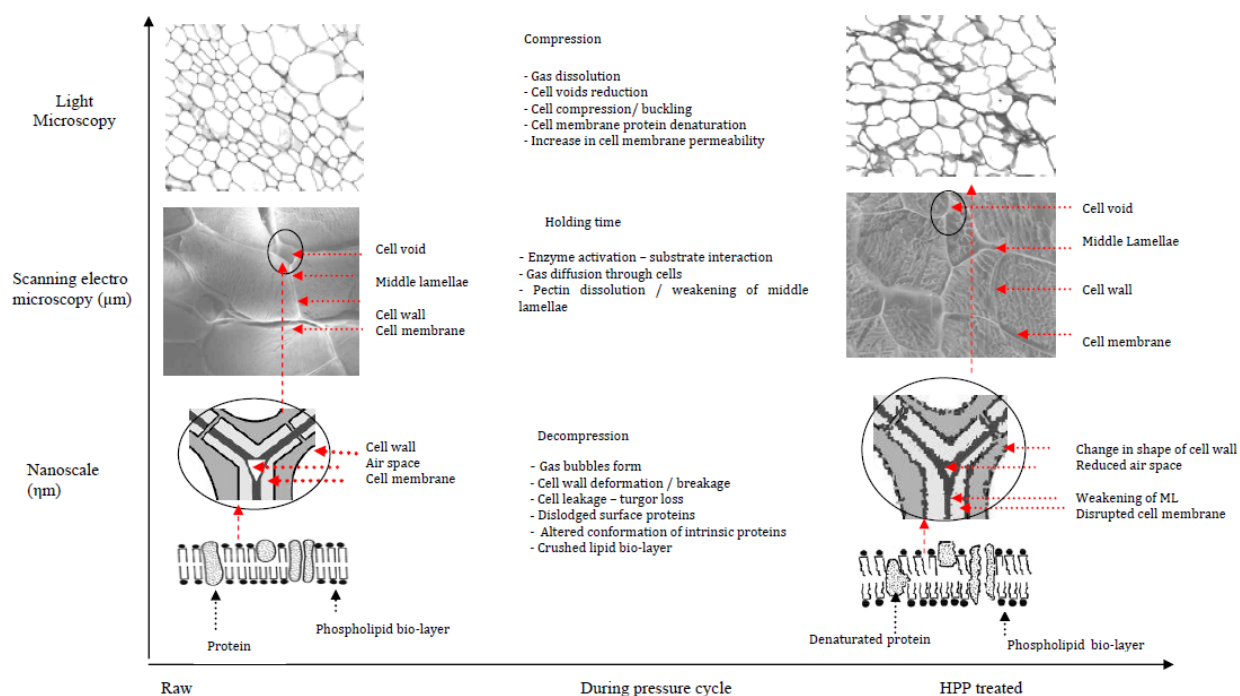 Light
Microscopy
Compression
- Gas dissolution
- Cell voids reduction
- Cell compression/ buckling
- Cell membrane protein denaturation
- Increase in cell membrane permeability
Scanning electro
microscopy (μm)
Cell void
Middle lamellae
Cell wall
Cell membrane
Holding time
- Enzyme activation – substrate interaction
- Gas diffusion through cells
- Pectin dissolution / weakening of middle
lamellae
Cell void
Middle Lamellae
Cell wall
Cell membrane
Nanoscale
(ηm)
Cell wall
Air space
Cell membrane
Protein
Phospholipid bio-layer
Decompression
- Gas bubbles form
- Cell wall deformation / breakage
- Cell leakage – turgor loss
- Dislodged surface proteins
- Altered conformation of intrinsic proteins
- Crushed lipid bio-layer
Change in shape of cell wall
Reduced air space
Weakening of ML
Disrupted cell membrane
Denaturated protein
Phospholipid bio-layer
Raw
During pressure cycle
HPP treated